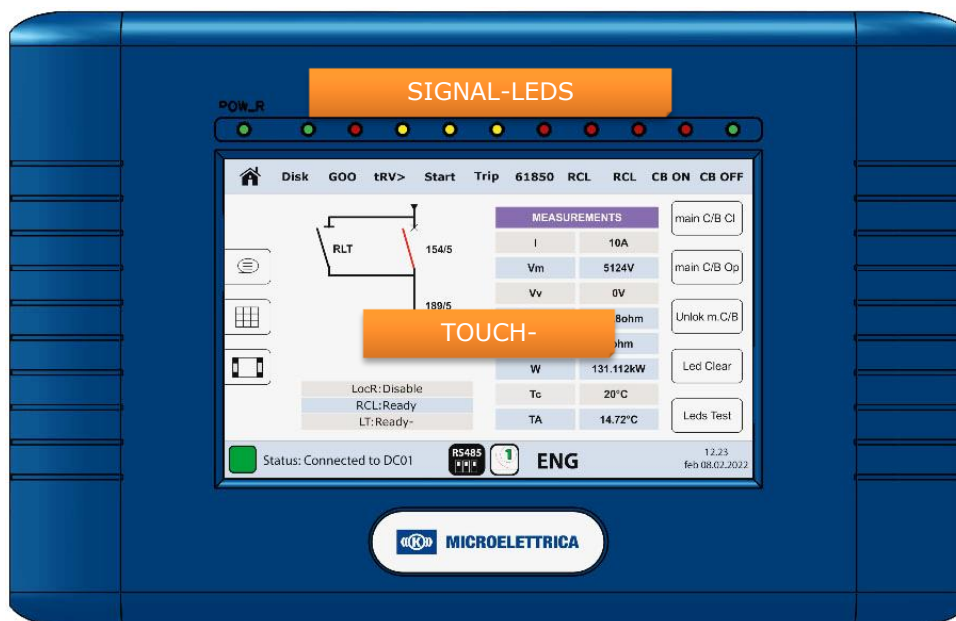 SIGNAL-LEDS
POW_R
Disk GOO tRV> Start Trip 61850 RCL RCL CB ON CB OFF
MEASUREMENTS
main C/B Cl
RLT
154/5
I 10A
Vm 5124V
main C/B Op
Vv 0V
189/5
8ohm
Unlok m.C/B
TOUCH-
ohm
W 131.112kW
Led Clear
LocR:Disable
Tc 20°C
RCL:Ready
LT:Ready-
TA 14.72°C
Leds Test
Status: Connected to DC01
RS485
1
ENG
12.23
feb 08.02.2022
K MICROELETTRICA